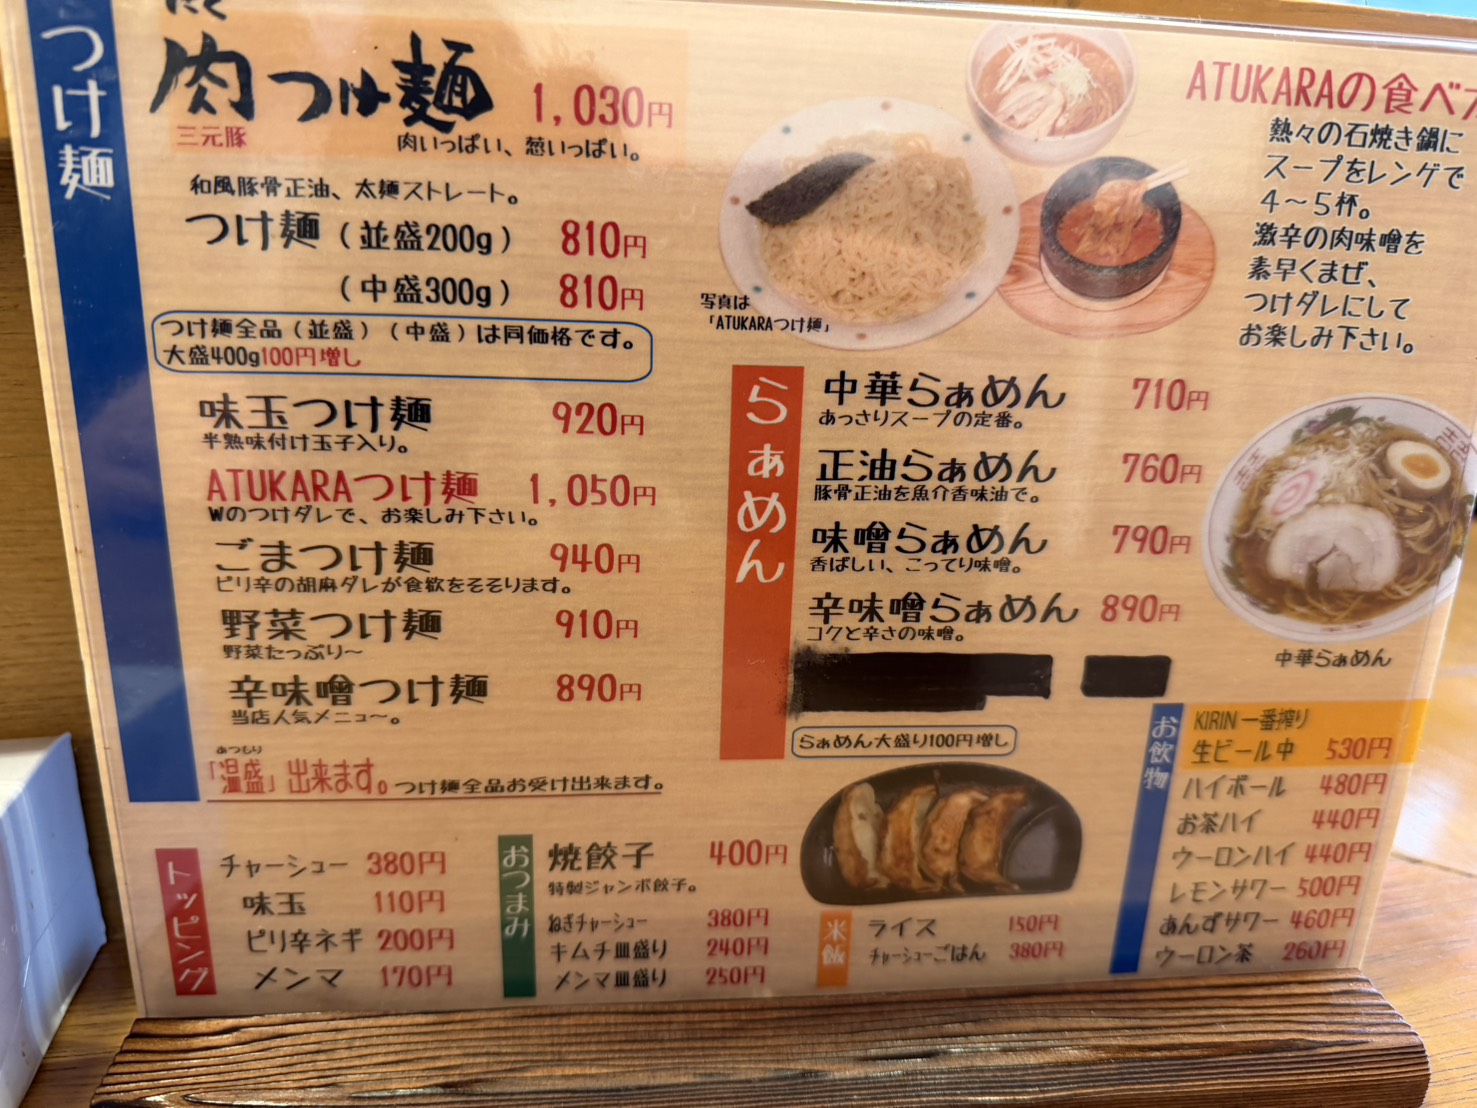 つけ麺
肉つけ麺 1,030円
三元豚
肉いっぱい、葱いっぱい。
和風豚骨正油、太麺ストレート。
つけ麺(並盛200g) 810円
(中盛300g) 810円
つけ麺全品(並盛)(中盛)は同価格です。
大盛400g100円増し
味玉つけ麺 920円
半熟味付け玉子入り。
ATUKARAつけ麺 1,050円
Wのつけダレで、お楽しみ下さい。
ごまつけ麺 940円
ピリ辛の胡麻ダレが食欲をそそります。
野菜つけ麺 910円
野菜たっぷり〜
辛味噌つけ麺 890円
当店人気メニュ〜。
あつもり
「温盛」出来ます。つけ麺全品お受け出来ます。
ATUKARAの食べ
熱々の石焼き鍋に
スープをレンゲで
4〜5杯。
激辛の肉味噌を
素早くまぜ、
つけダレにして
お楽しみ下さい。
写真は
「ATUKARAつけ麺」
らぁめん
中華らぁめん 710円
あっさりスープの定番。
正油らぁめん 760円
豚骨正油を魚介香味油で。
味噌らぁめん 790円
香ばしい、こってり味噌。
辛味噌らぁめん 890円
コクと辛さの味噌。
らぁめん大盛り100円増し
中華らぁめん
トッピング
チャーシュー 380円
味玉 110円
ピリ辛ネギ 200円
メンマ 170円
おつまみ
焼餃子 400円
特製ジャンボ餃子。
ねぎチャーシュー 380円
キムチ皿盛り 240円
メンマ皿盛り 250円
米飯
ライス 150円
チャーシューごはん 380円
お飲物
KIRIN 一番搾り
生ビール中 530円
ハイボール 480円
お茶ハイ 440円
ウーロンハイ 440円
レモンサワー 500円
あんずサワー 460円
ウーロン茶 260円